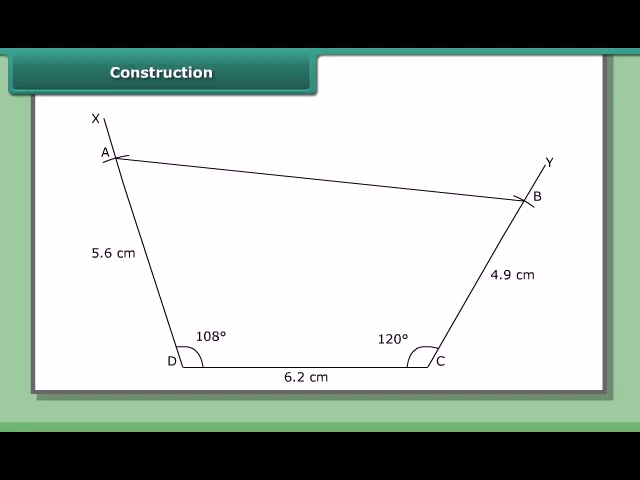 Construction
X
A
Y
B
5.6 cm
4.9 cm
108°
120°
D
C
6.2 cm